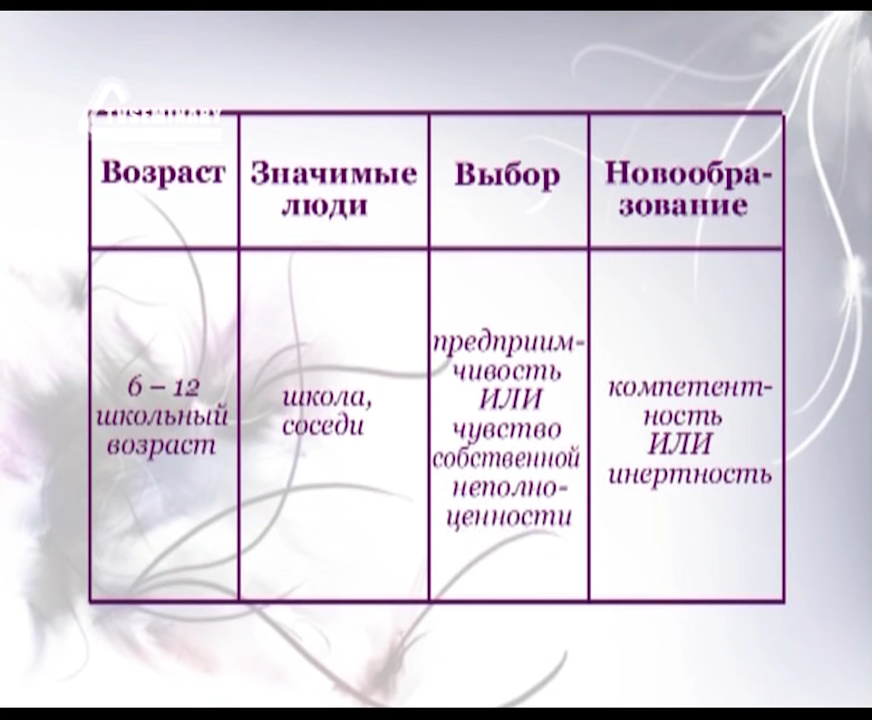 TVSEMINARY
Возраст
Значимые
люди
Выбор
Новообра-
зование
6 – 12
школьный
возраст
школа,
соседи
предприим-
чивость
ИЛИ
чувство
собственной
неполно-
ценности
компетент-
ность
ИЛИ
инертность